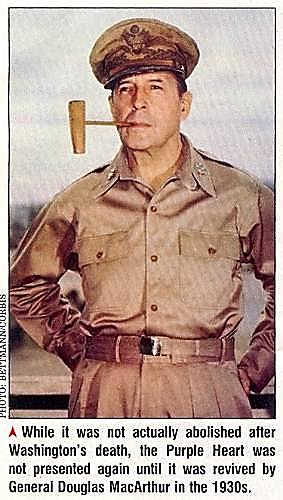 PHOTO: BETTMANN/CORBIS
▲ While it was not actually abolished after
Washington's death, the Purple Heart was
not presented again until it was revived by
General Douglas MacArthur in the 1930s.